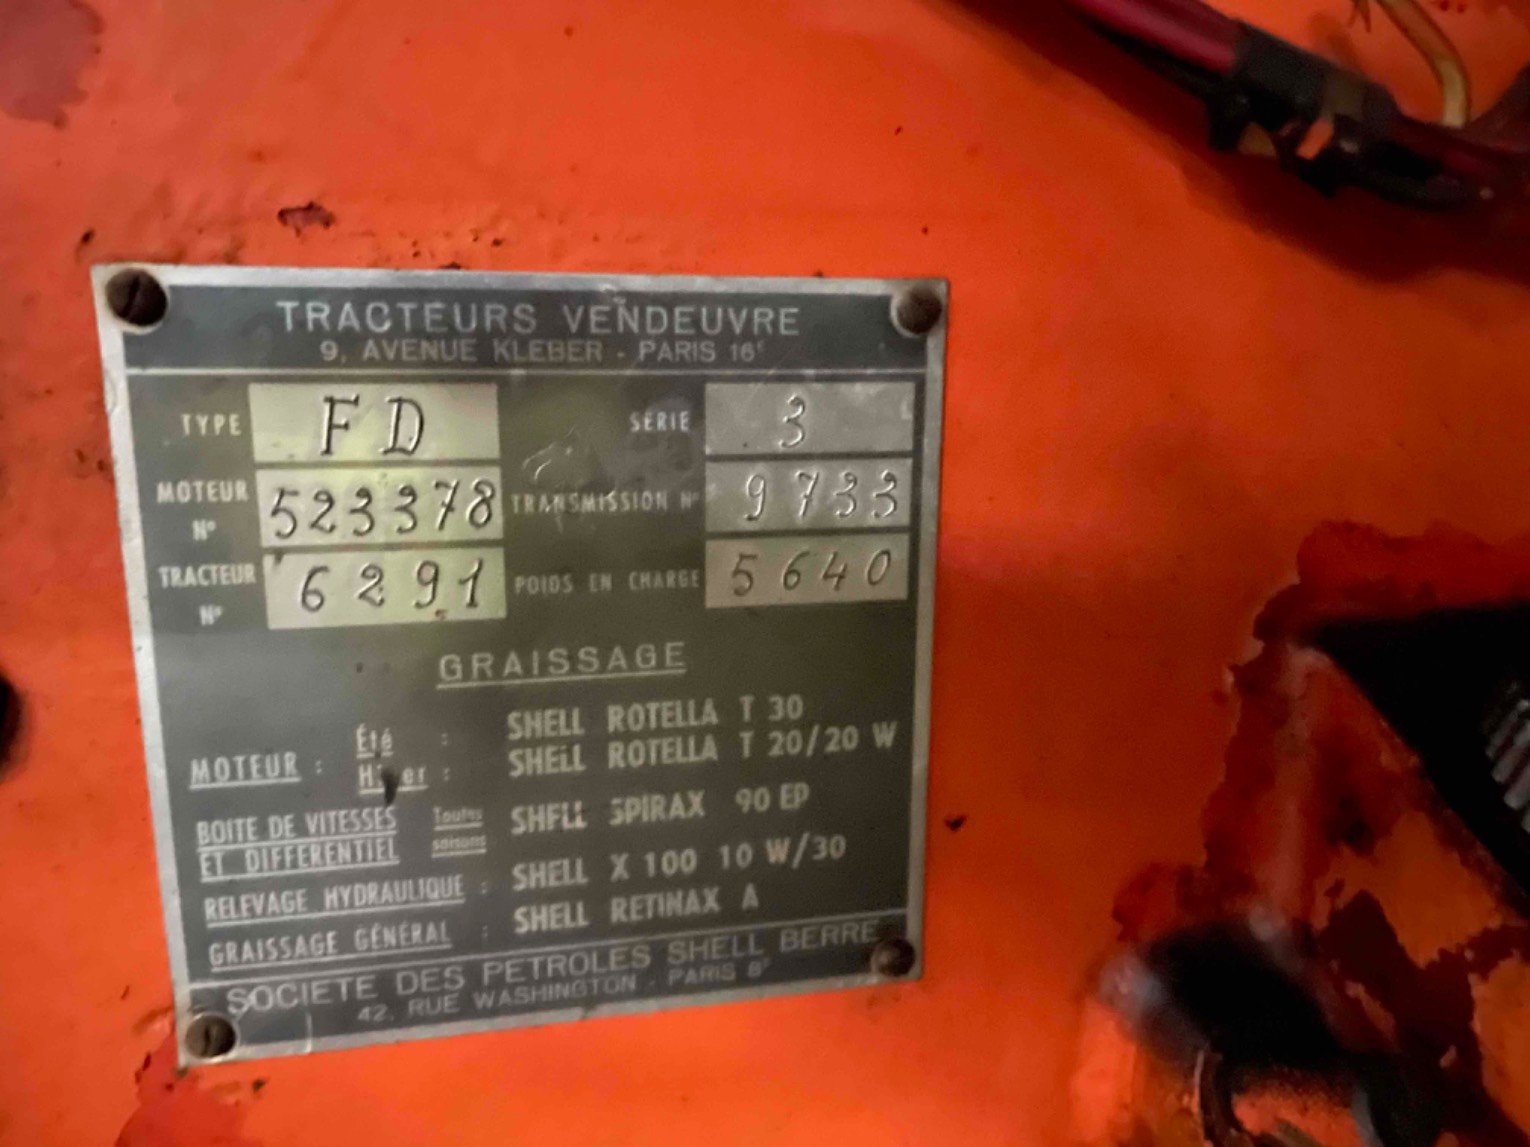 TRACTEURS VENDEUVRE
9, AVENUE KLEBER - PARIS 16e
TYPE FD SÉRIE 3
MOTEUR N° 523378 TRANSMISSION N° 9733
TRACTEUR N° 6291 POIDS EN CHARGE 5640
GRAISSAGE
MOTEUR : Été : SHELL ROTELLA T 30
Hiver : SHELL ROTELLA T 20/20 W
BOITE DE VITESSES ET DIFFERENTIEL Toutes saisons SHELL SPIRAX 90 EP
RELEVAGE HYDRAULIQUE : SHELL X 100 10 W/30
GRAISSAGE GÉNÉRAL : SHELL RETINAX A
SOCIETE DES PETROLES SHELL BERRE
42, RUE WASHINGTON - PARIS 8e